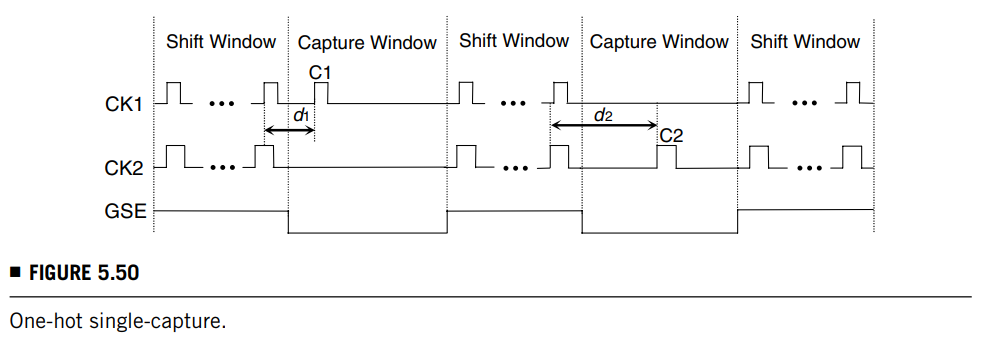 Shift Window Capture Window Shift Window Capture Window Shift Window
C1
CK1 ••• ••• •••
d1 d2
C2
CK2 ••• ••• •••
GSE
■ FIGURE 5.50
One-hot single-capture.